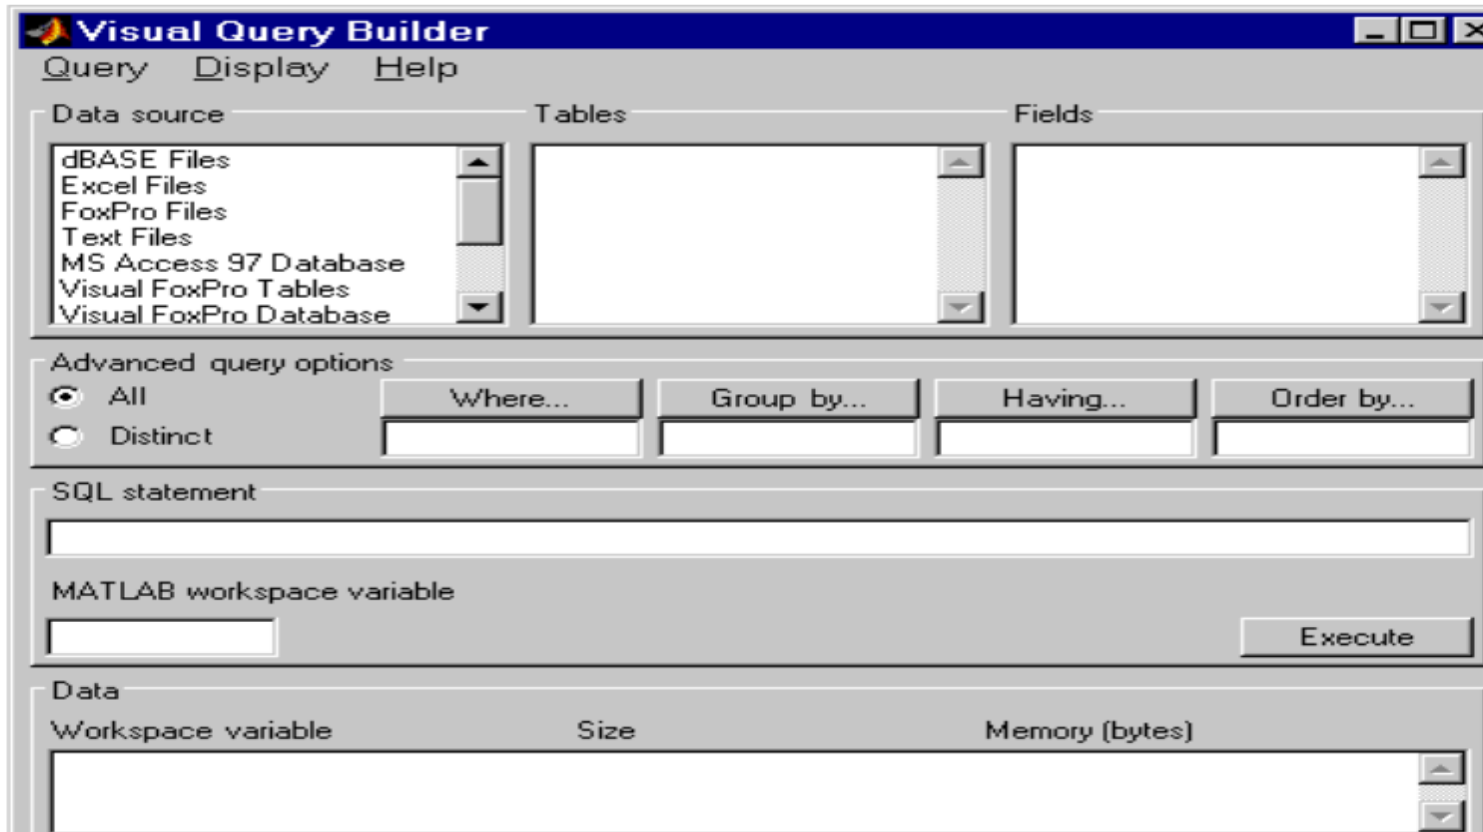 Visual Query Builder
Query Display Help
Data source Tables Fields
dBASE Files
Excel Files
FoxPro Files
Text Files
MS Access 97 Database
Visual FoxPro Tables
Visual FoxPro Database
Advanced query options
All Where... Group by... Having... Order by...
Distinct
SQL statement
MATLAB workspace variable
Execute
Data
Workspace variable Size Memory (bytes)